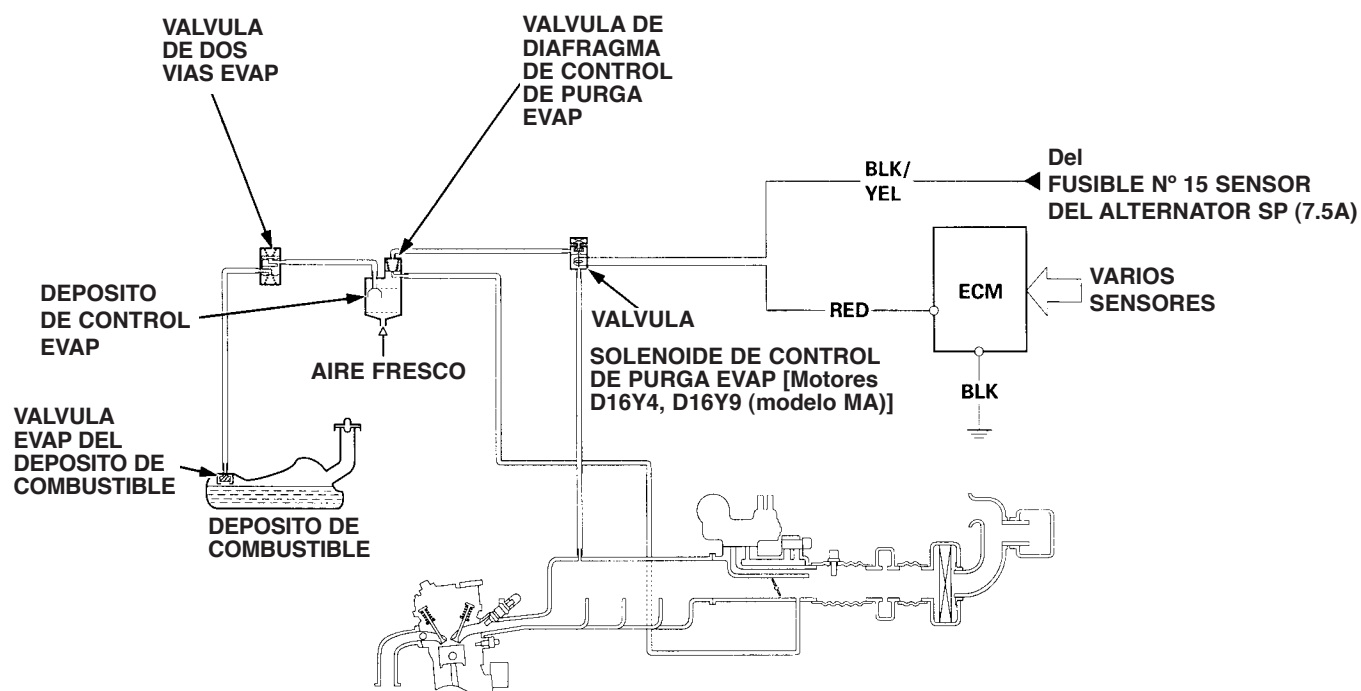 VALVULA
DE DOS
VIAS EVAP
VALVULA DE
DIAFRAGMA
DE CONTROL
DE PURGA
EVAP
BLK/
YEL
Del
FUSIBLE Nº 15 SENSOR
DEL ALTERNATOR SP (7.5A)
DEPOSITO
DE CONTROL
EVAP
AIRE FRESCO
VALVULA
SOLENOIDE DE CONTROL
DE PURGA EVAP [Motores
D16Y4, D16Y9 (modelo MA)]
RED
ECM
VARIOS
SENSORES
BLK
VALVULA
EVAP DEL
DEPOSITO DE
COMBUSTIBLE
DEPOSITO DE
COMBUSTIBLE